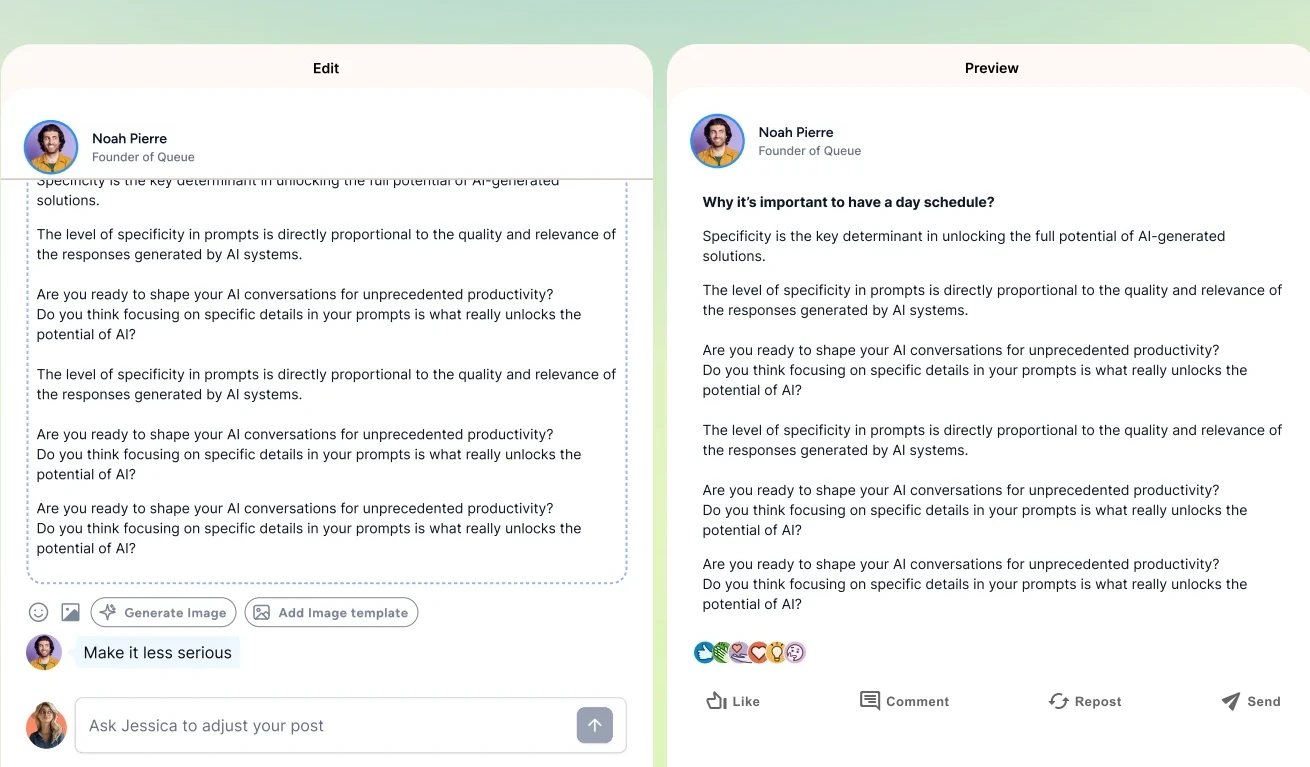 Edit
Noah Pierre
Founder of Queue
Specificity is the key determinant in unlocking the full potential of AI-generated
solutions.
The level of specificity in prompts is directly proportional to the quality and relevance of
the responses generated by AI systems.
Are you ready to shape your AI conversations for unprecedented productivity?
Do you think focusing on specific details in your prompts is what really unlocks the
potential of AI?
The level of specificity in prompts is directly proportional to the quality and relevance of
the responses generated by AI systems.
Are you ready to shape your AI conversations for unprecedented productivity?
Do you think focusing on specific details in your prompts is what really unlocks the
potential of AI?
Are you ready to shape your AI conversations for unprecedented productivity?
Do you think focusing on specific details in your prompts is what really unlocks the
potential of AI?
Generate Image
Add Image template
Make it less serious
Ask Jessica to adjust your post
Preview
Noah Pierre
Founder of Queue
Why it’s important to have a day schedule?
Specificity is the key determinant in unlocking the full potential of AI-generated
solutions.
The level of specificity in prompts is directly proportional to the quality and relevance of
the responses generated by AI systems.
Are you ready to shape your AI conversations for unprecedented productivity?
Do you think focusing on specific details in your prompts is what really unlocks the
potential of AI?
The level of specificity in prompts is directly proportional to the quality and relevance of
the responses generated by AI systems.
Are you ready to shape your AI conversations for unprecedented productivity?
Do you think focusing on specific details in your prompts is what really unlocks the
potential of AI?
Are you ready to shape your AI conversations for unprecedented productivity?
Do you think focusing on specific details in your prompts is what really unlocks the
potential of AI?
Like
Comment
Repost
Send